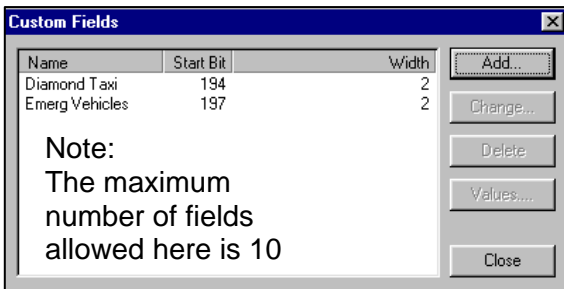 Custom Fields
Name Start Bit Width
Diamond Taxi 194 2
Emerg Vehicles 197 2
Note:
The maximum
number of fields
allowed here is 10
Add...
Change...
Delete
Values....
Close